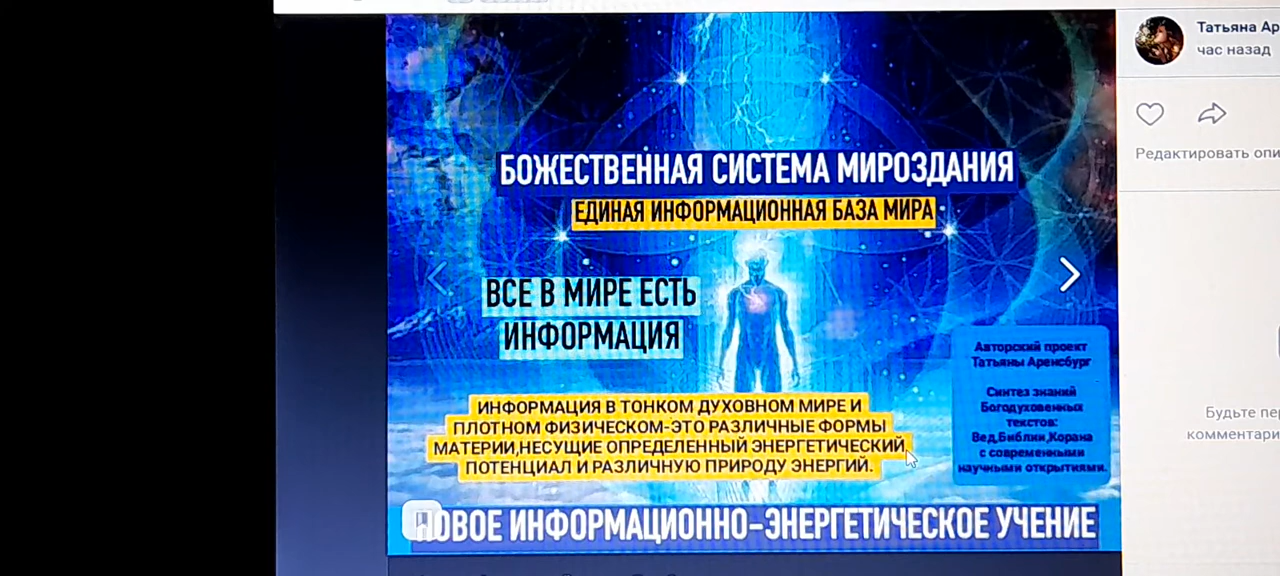 Татьяна Ар
час назад
Редактировать опи
БОЖЕСТВЕННАЯ СИСТЕМА МИРОЗДАНИЯ
ЕДИНАЯ ИНФОРМАЦИОННАЯ БАЗА МИРА
ВСЕ В МИРЕ ЕСТЬ
ИНФОРМАЦИЯ
Авторский проект
Татьяны Аренсбург
Синтез знаний
Богодуховенных
текстов:
Вед,Библии,Корана
с современными
научными открытиями.
ИНФОРМАЦИЯ В ТОНКОМ ДУХОВНОМ МИРЕ И
ПЛОТНОМ ФИЗИЧЕСКОМ-ЭТО РАЗЛИЧНЫЕ ФОРМЫ
МАТЕРИИ,НЕСУЩИЕ ОПРЕДЕЛЕННЫЙ ЭНЕРГЕТИЧЕСКИЙ
ПОТЕНЦИАЛ И РАЗЛИЧНУЮ ПРИРОДУ ЭНЕРГИЙ.
Будьте пе
комментари
НОВОЕ ИНФОРМАЦИОННО-ЭНЕРГЕТИЧЕСКОЕ УЧЕНИЕ